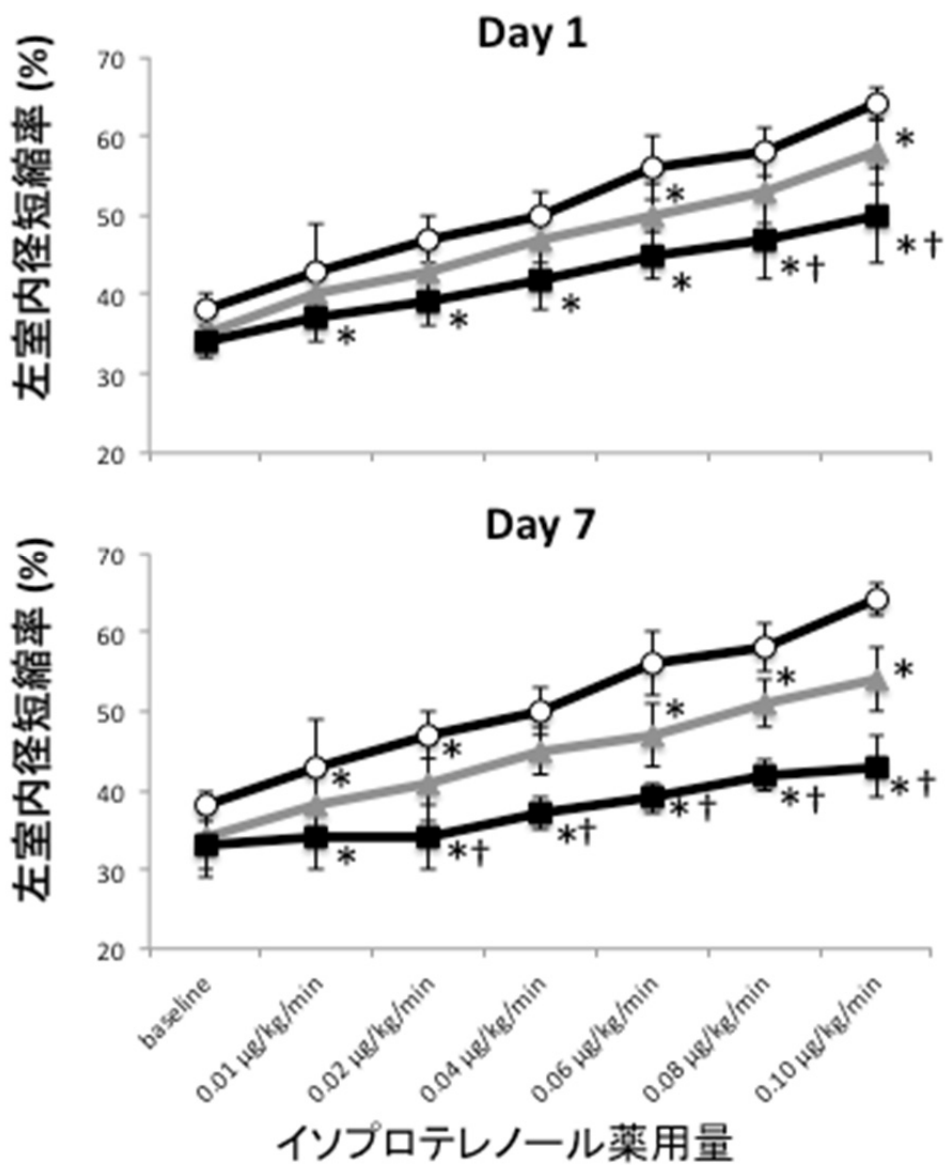 Day 1
左室内径短縮率 (%)
70
60
50
40
30
20
*
*
*
*
*
*
*†
*†
Day 7
左室内径短縮率 (%)
70
60
50
40
30
20
*
*
*
*
*
*
*†
*†
*†
*†
*†
baseline
0.01 µg/kg/min
0.02 µg/kg/min
0.04 µg/kg/min
0.06 µg/kg/min
0.08 µg/kg/min
0.10 µg/kg/min
イソプロテレノール薬用量